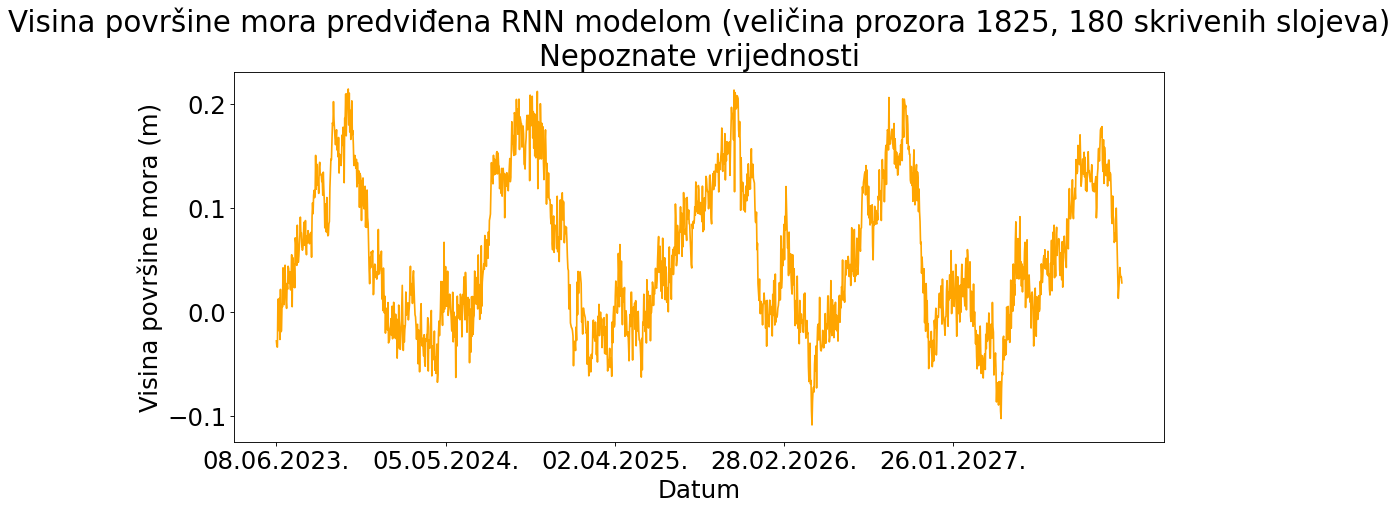 Visina površine mora predviđena RNN modelom (veličina prozora 1825, 180 skrivenih slojeva)
Nepoznate vrijednosti
Visina površine mora (m)
0.2
0.1
0.0
−0.1
08.06.2023. 05.05.2024. 02.04.2025. 28.02.2026. 26.01.2027.
Datum